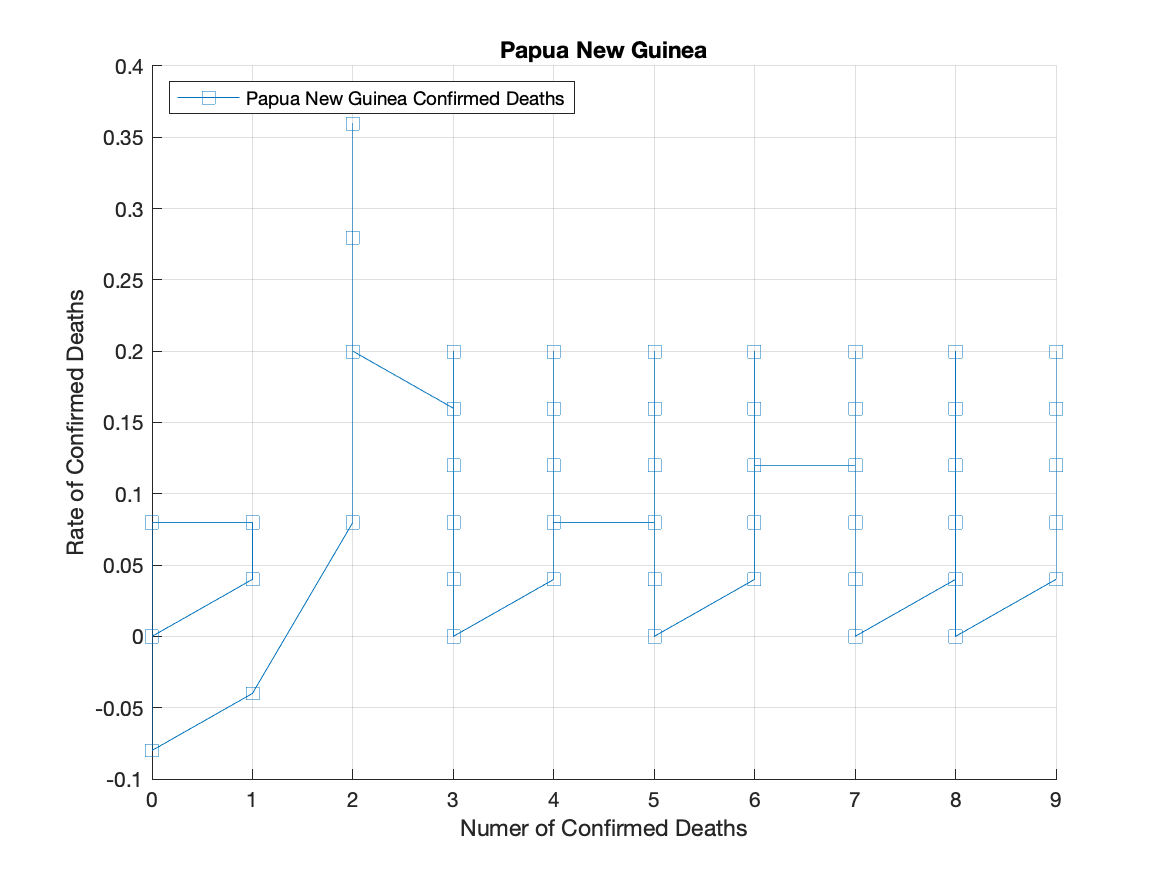 Papua New Guinea
Papua New Guinea Confirmed Deaths
0.4
0.35
0.3
0.25
0.2
0.15
0.1
0.05
0
-0.05
-0.1
Rate of Confirmed Deaths
0 1 2 3 4 5 6 7 8 9
Numer of Confirmed Deaths